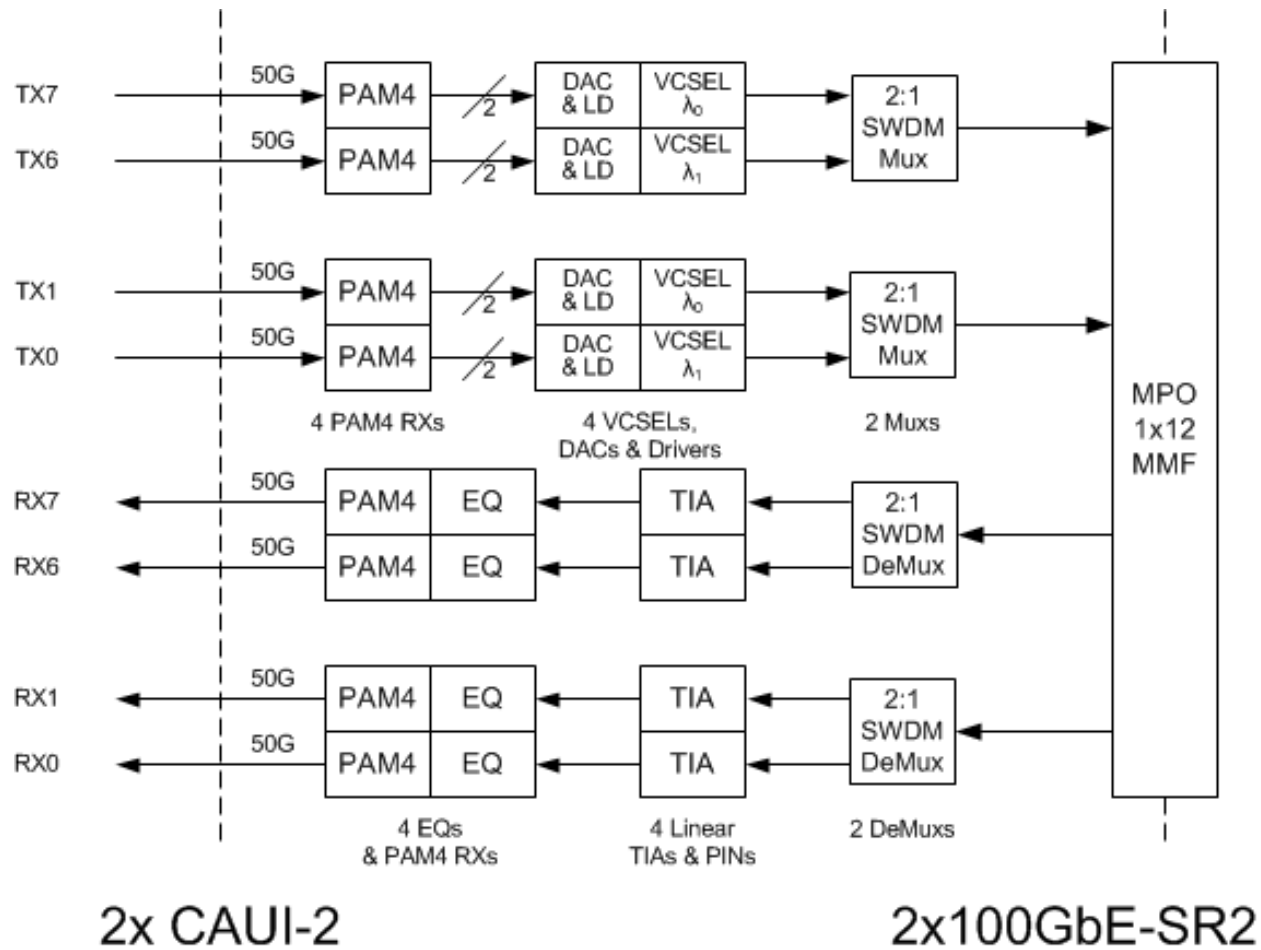 TX7
50G
PAM4
2
DAC
& LD
VCSEL
λ₀
2:1
SWDM
Mux
TX6
50G
PAM4
2
DAC
& LD
VCSEL
λ₁
TX1
50G
PAM4
2
DAC
& LD
VCSEL
λ₀
2:1
SWDM
Mux
TX0
50G
PAM4
2
DAC
& LD
VCSEL
λ₁
4 PAM4 RXs
4 VCSELs,
DACs & Drivers
2 Muxs
MPO
1x12
MMF
RX7
50G
PAM4
EQ
TIA
2:1
SWDM
DeMux
RX6
50G
PAM4
EQ
TIA
RX1
50G
PAM4
EQ
TIA
2:1
SWDM
DeMux
RX0
50G
PAM4
EQ
TIA
4 EQs
& PAM4 RXs
4 Linear
TIAs & PINs
2 DeMuxs
2x CAUI-2
2x100GbE-SR2